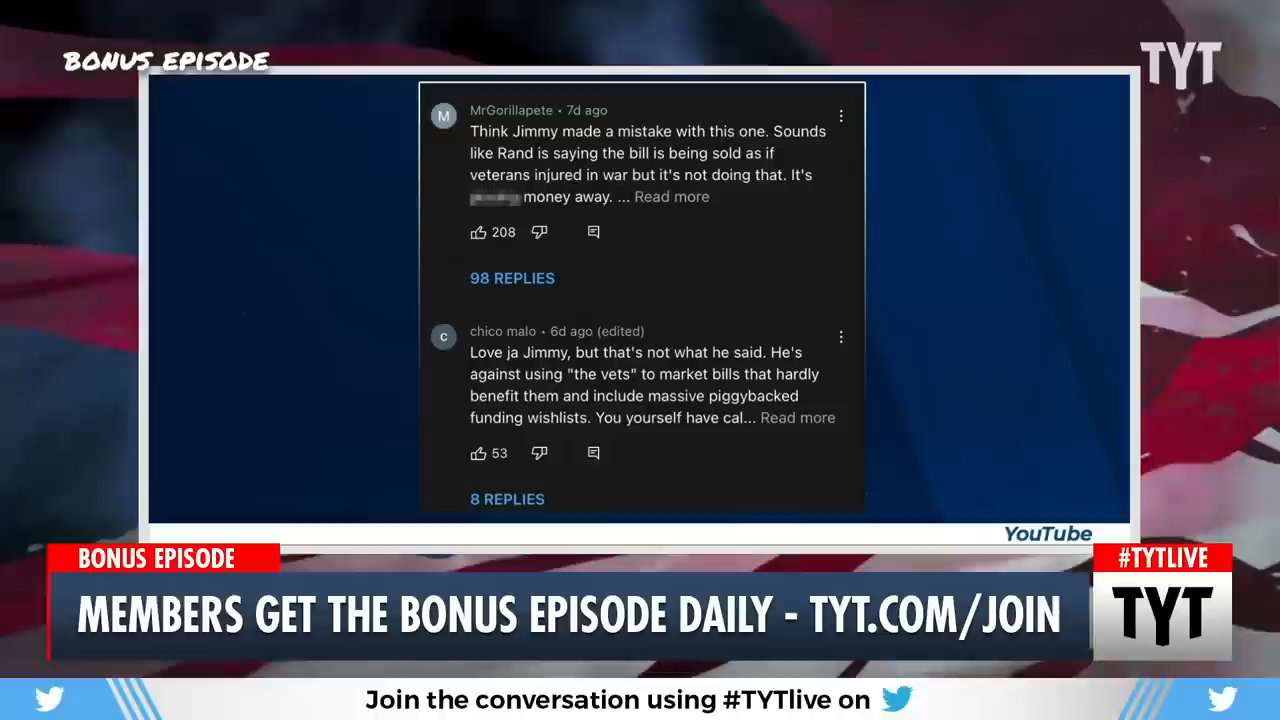 BONUS EPISODE
TYT
M
MrGorillapete • 7d ago
Think Jimmy made a mistake with this one. Sounds
like Rand is saying the bill is being sold as if
veterans injured in war but it's not doing that. It's
money away. ... Read more
208
98 REPLIES
c
chico malo • 6d ago (edited)
Love ja Jimmy, but that's not what he said. He's
against using "the vets" to market bills that hardly
benefit them and include massive piggybacked
funding wishlists. You yourself have cal... Read more
53
8 REPLIES
YouTube
BONUS EPISODE
#TYTLIVE
MEMBERS GET THE BONUS EPISODE DAILY - TYT.COM/JOIN
TYT
Join the conversation using #TYTlive on